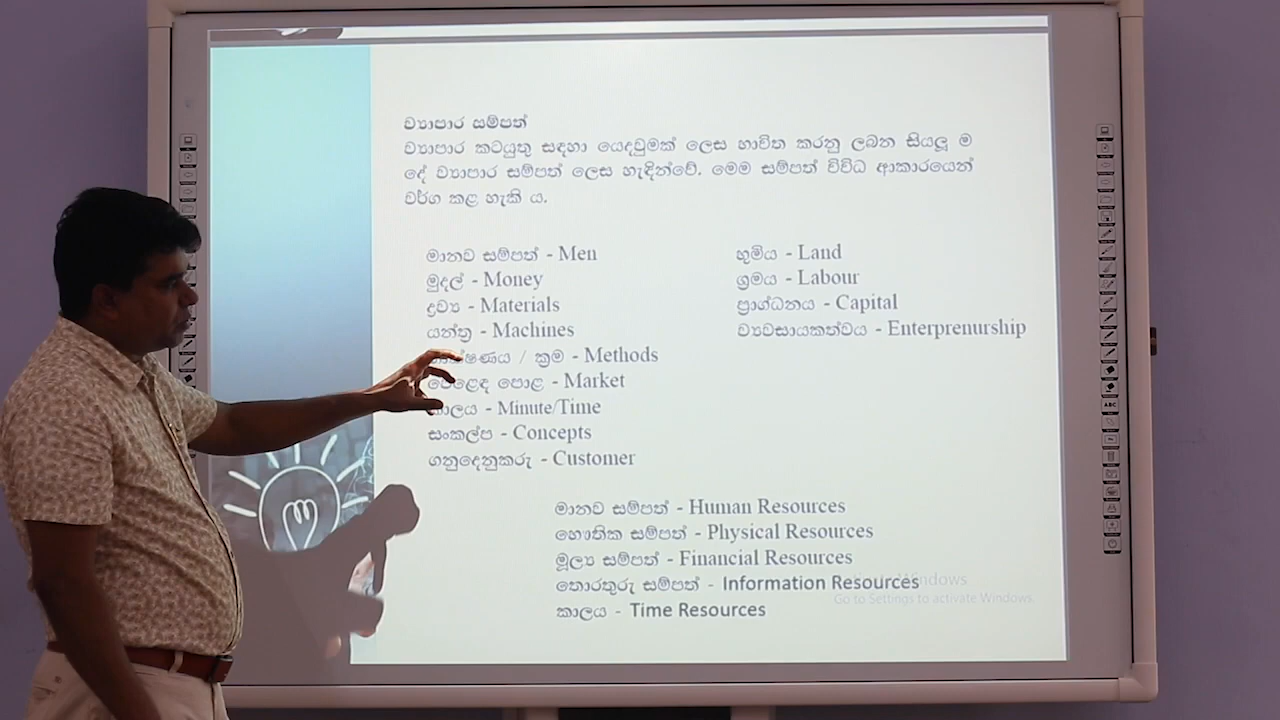 ව්‍යාපාර සම්පත්
ව්‍යාපාර කටයුතු සඳහා යෙදවුමක් ලෙස භාවිත කරනු ලබන සියලූ ම
දේ ව්‍යාපාර සම්පත් ලෙස හැඳින්වේ. මෙම සම්පත් විවිධ ආකාරයෙන්
වර්ග කළ හැකි ය.
මානව සම්පත් - Men
මුදල් - Money
ද්‍රව්‍ය - Materials
යන්ත්‍ර - Machines
/ ක්‍රම - Methods
වෙළෙඳ පොළ - Market
කාලය - Minute/Time
සංකල්ප - Concepts
ගනුදෙනුකරු - Customer
භූමිය - Land
ශ්‍රමය - Labour
ප්‍රාග්ධනය - Capital
ව්‍යවසායකත්වය - Enterprenurship
මානව සම්පත් - Human Resources
භෞතික සම්පත් - Physical Resources
මූල්‍ය සම්පත් - Financial Resources
තොරතුරු සම්පත් - Information Resources
කාලය - Time Resources
Windows
Go to Settings to activate Windows.
ABC